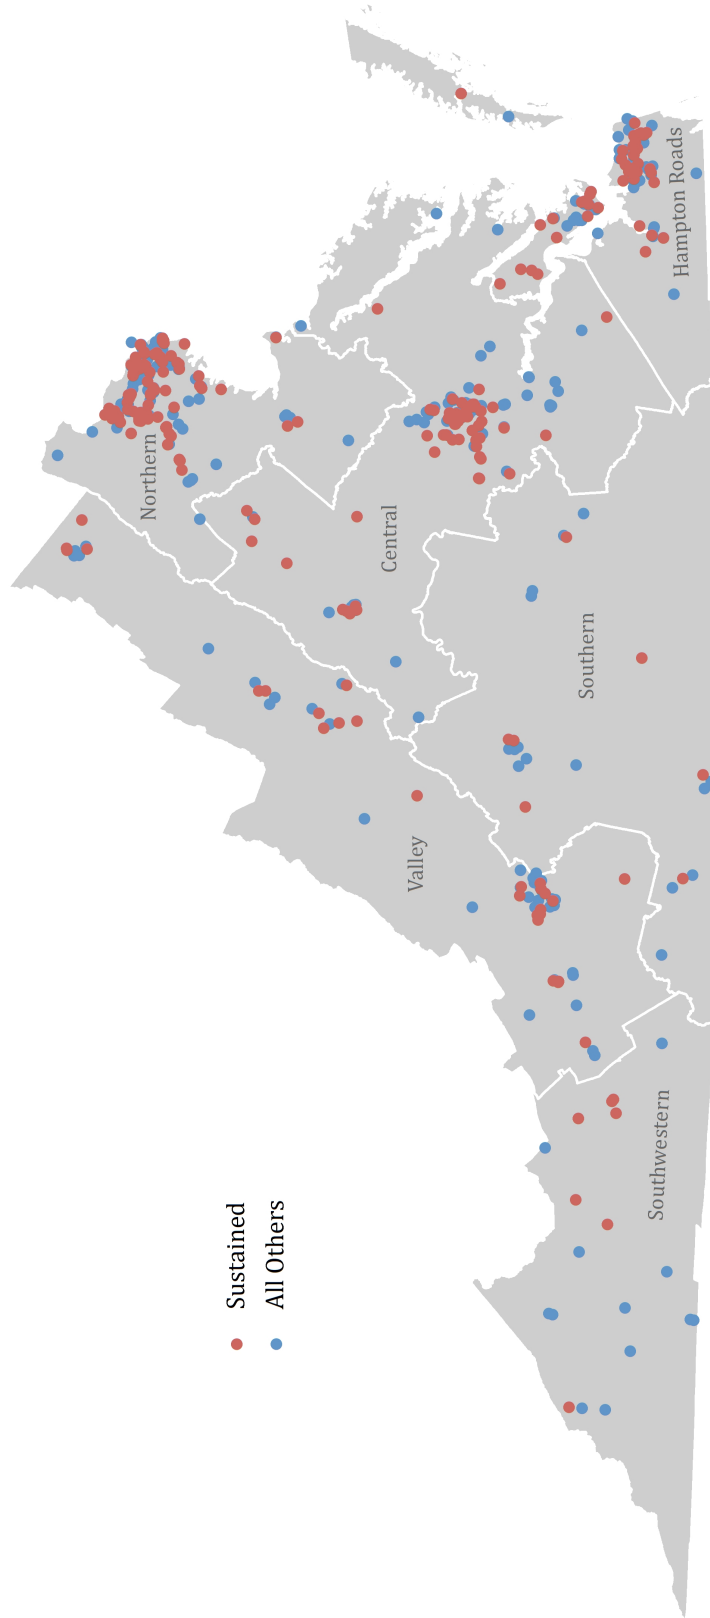 Sustained
All Others
Northern
Central
Valley
Southern
Hampton Roads
Southwestern